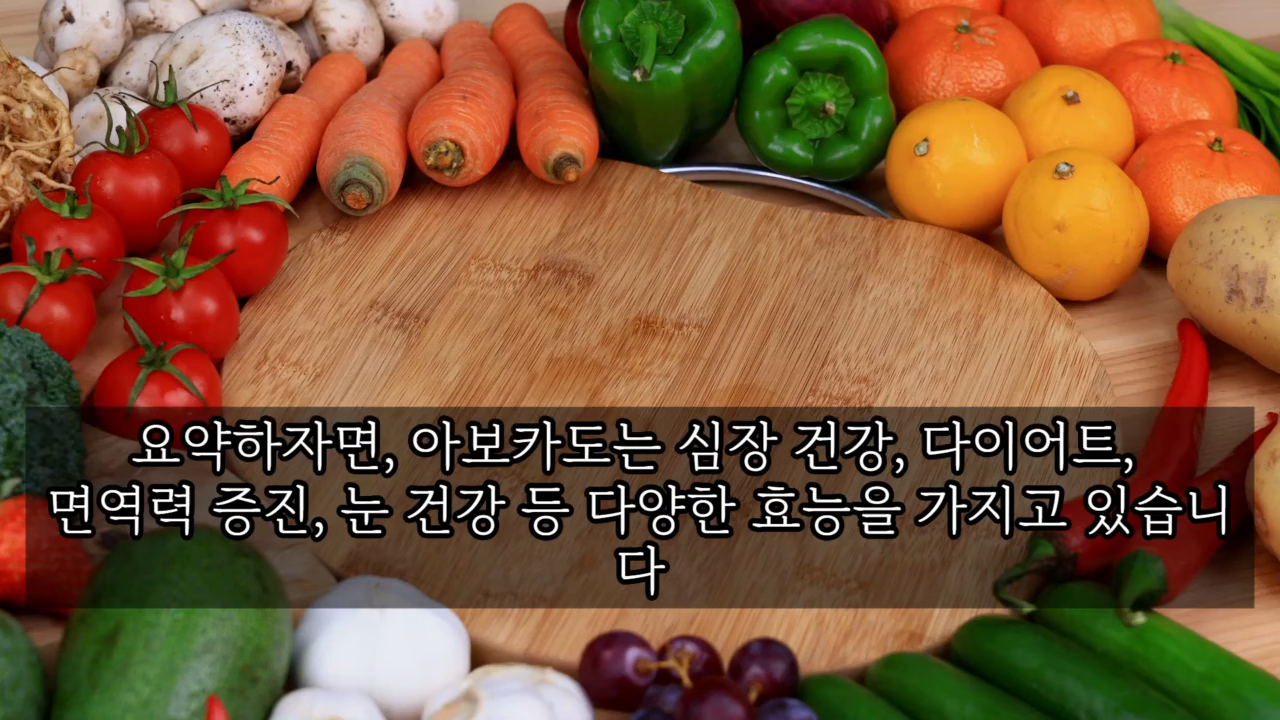 요약하자면, 아보카도는 심장 건강, 다이어트,
면역력 증진, 눈 건강 등 다양한 효능을 가지고 있습니
다